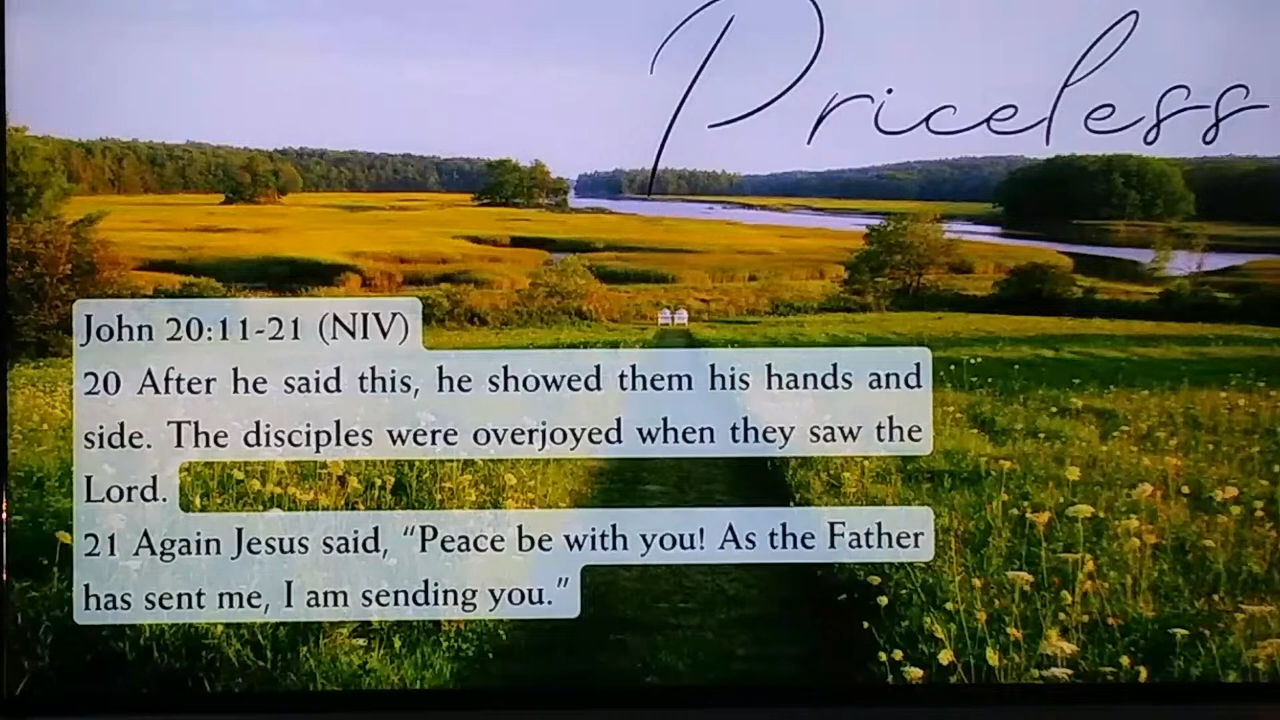 Priceless
John 20:11-21 (NIV)
20 After he said this, he showed them his hands and
side. The disciples were overjoyed when they saw the
Lord.
21 Again Jesus said, “Peace be with you! As the Father
has sent me, I am sending you.”